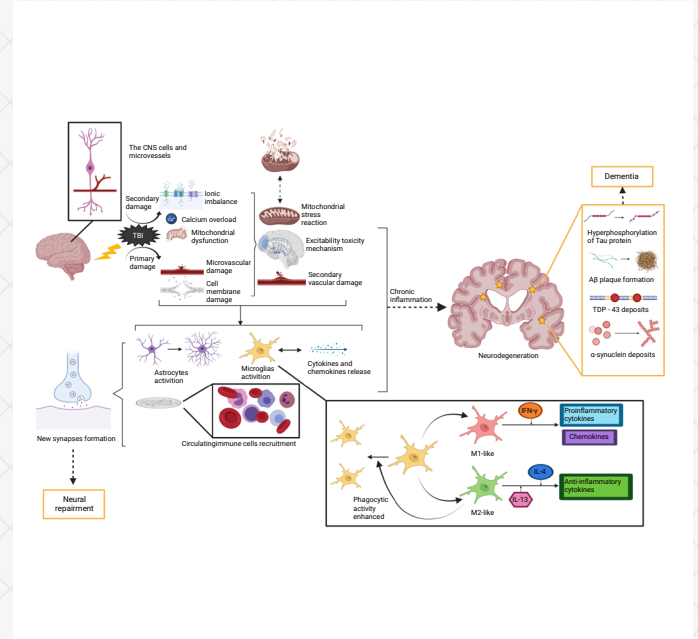 The CNS cells and
microvessels
Secondary
damage
Ionic
imbalance
Calcium overload
TBI
Mitochondrial
dysfunction
Primary
damage
Microvascular
damage
Cell
membrane
damage
Mitochondrial
stress
reaction
Excitability toxicity
mechanism
Secondary
vascular damage
Chronic
inflammation
Neurodegeneration
Dementia
Hyperphosphorylation
of Tau protein
Aβ plaque formation
TDP - 43 deposits
α-synuclein deposits
Astrocytes
activition
Microglias
activition
Cytokines and
chemokines release
Circulatingimmune cells recruitment
New synapses formation
Neural
repairment
Phagocytic
activity
enhanced
M1-like
IFN-γ
Proinflammatory
cytokines
Chemokines
M2-like
IL-4
IL-13
Anti-inflammatory
cytokines